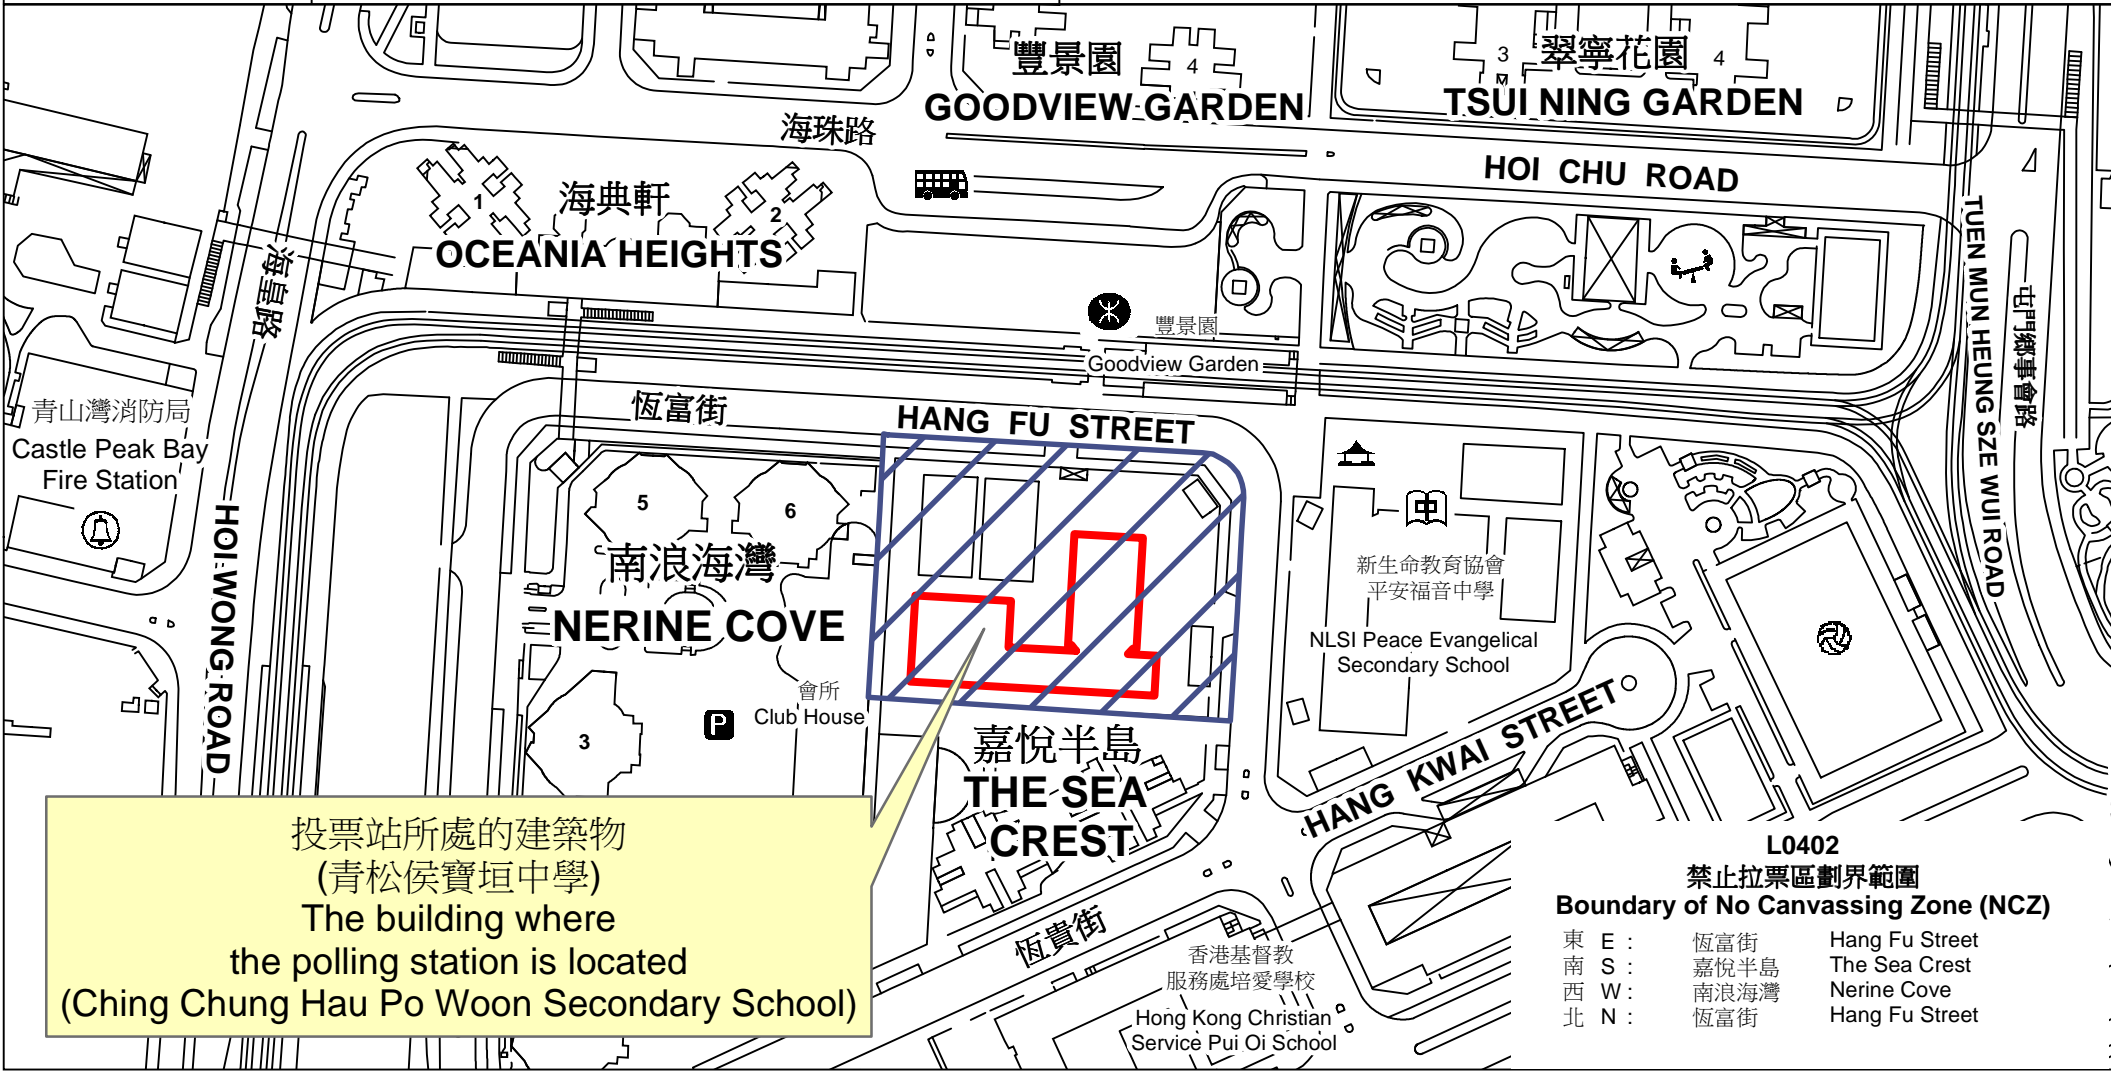 豐景園
4
GOODVIEW GARDEN
3
翠寧花園
4
TSUI NING GARDEN
海珠路
HOI CHU ROAD
1
海典軒
2
OCEANIA HEIGHTS
海皇路
TUEN MUN HEUNG SZE WUI ROAD
屯門鄉事會路
豐景園
Goodview Garden
青山灣消防局
Castle Peak Bay
Fire Station
恆富街
HANG FU STREET
HOI WONG ROAD
5
6
南浪海灣
NERINE COVE
新生命教育協會
平安福音中學
NLSI Peace Evangelical
Secondary School
會所
Club House
P
3
嘉悅半島
THE SEA
CREST
HANG KWAI STREET
恆貴街
投票站所處的建築物
(青松侯寶垣中學)
The building where
the polling station is located
(Ching Chung Hau Po Woon Secondary School)
香港基督教
服務處培愛學校
Hong Kong Christian
Service Pui Oi School
L0402
禁止拉票區劃界範圍
Boundary of No Canvassing Zone (NCZ)
東 E : 恆富街 Hang Fu Street
南 S : 嘉悅半島 The Sea Crest
西 W : 南浪海灣 Nerine Cove
北 N : 恆富街 Hang Fu Street